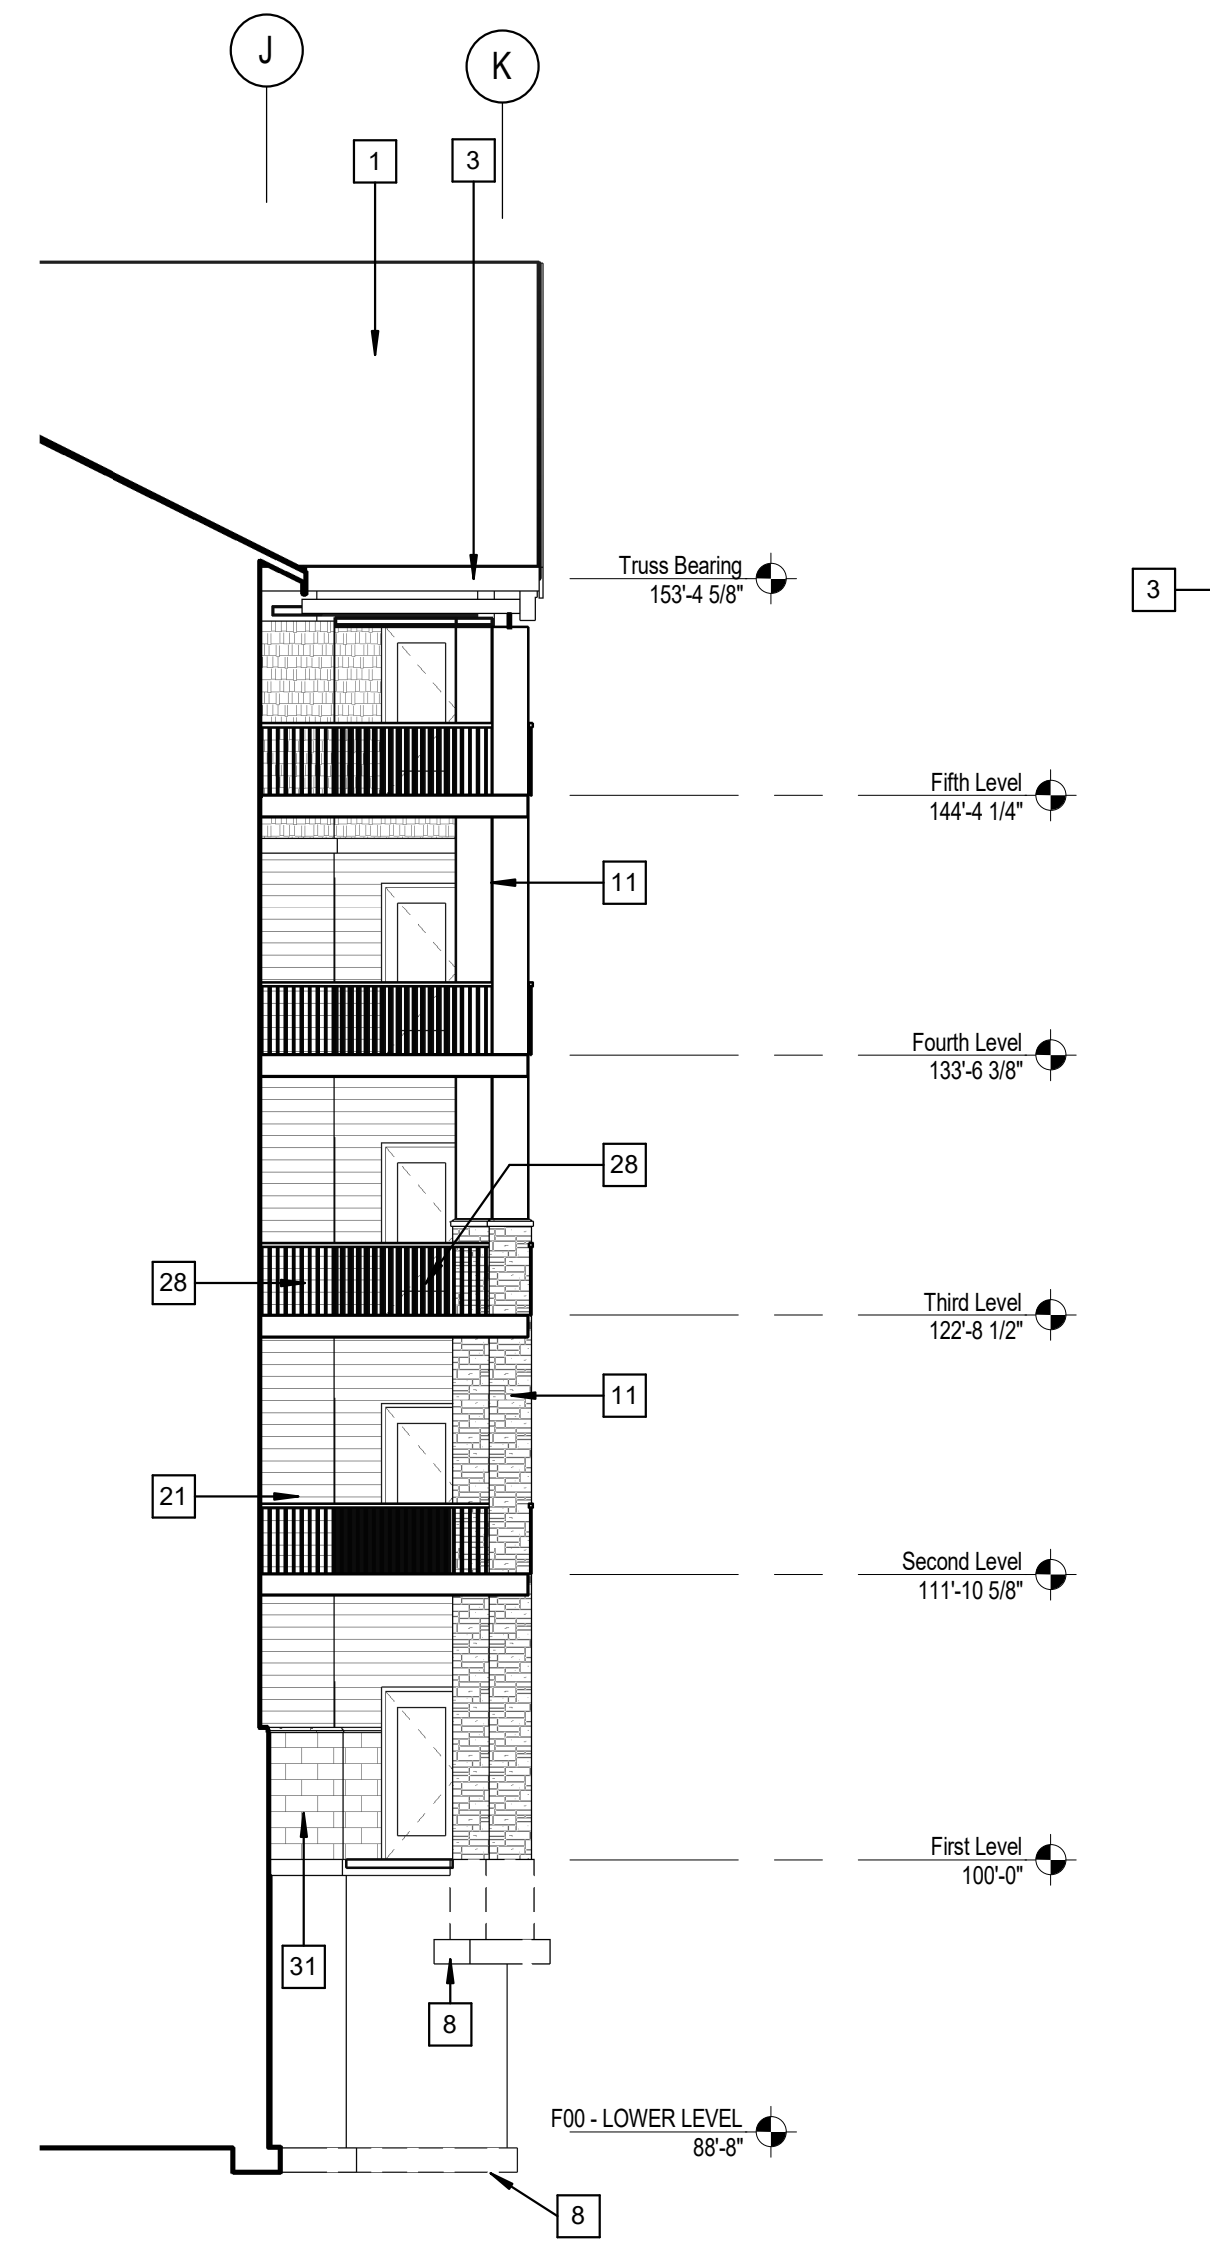 J
K
1
3
Truss Bearing
153'-4 5/8"
3
Fifth Level
144'-4 1/4"
11
Fourth Level
133'-6 3/8"
28
28
Third Level
122'-8 1/2"
11
21
Second Level
111'-10 5/8"
First Level
100'-0"
31
8
F00 - LOWER LEVEL
88'-8"
8